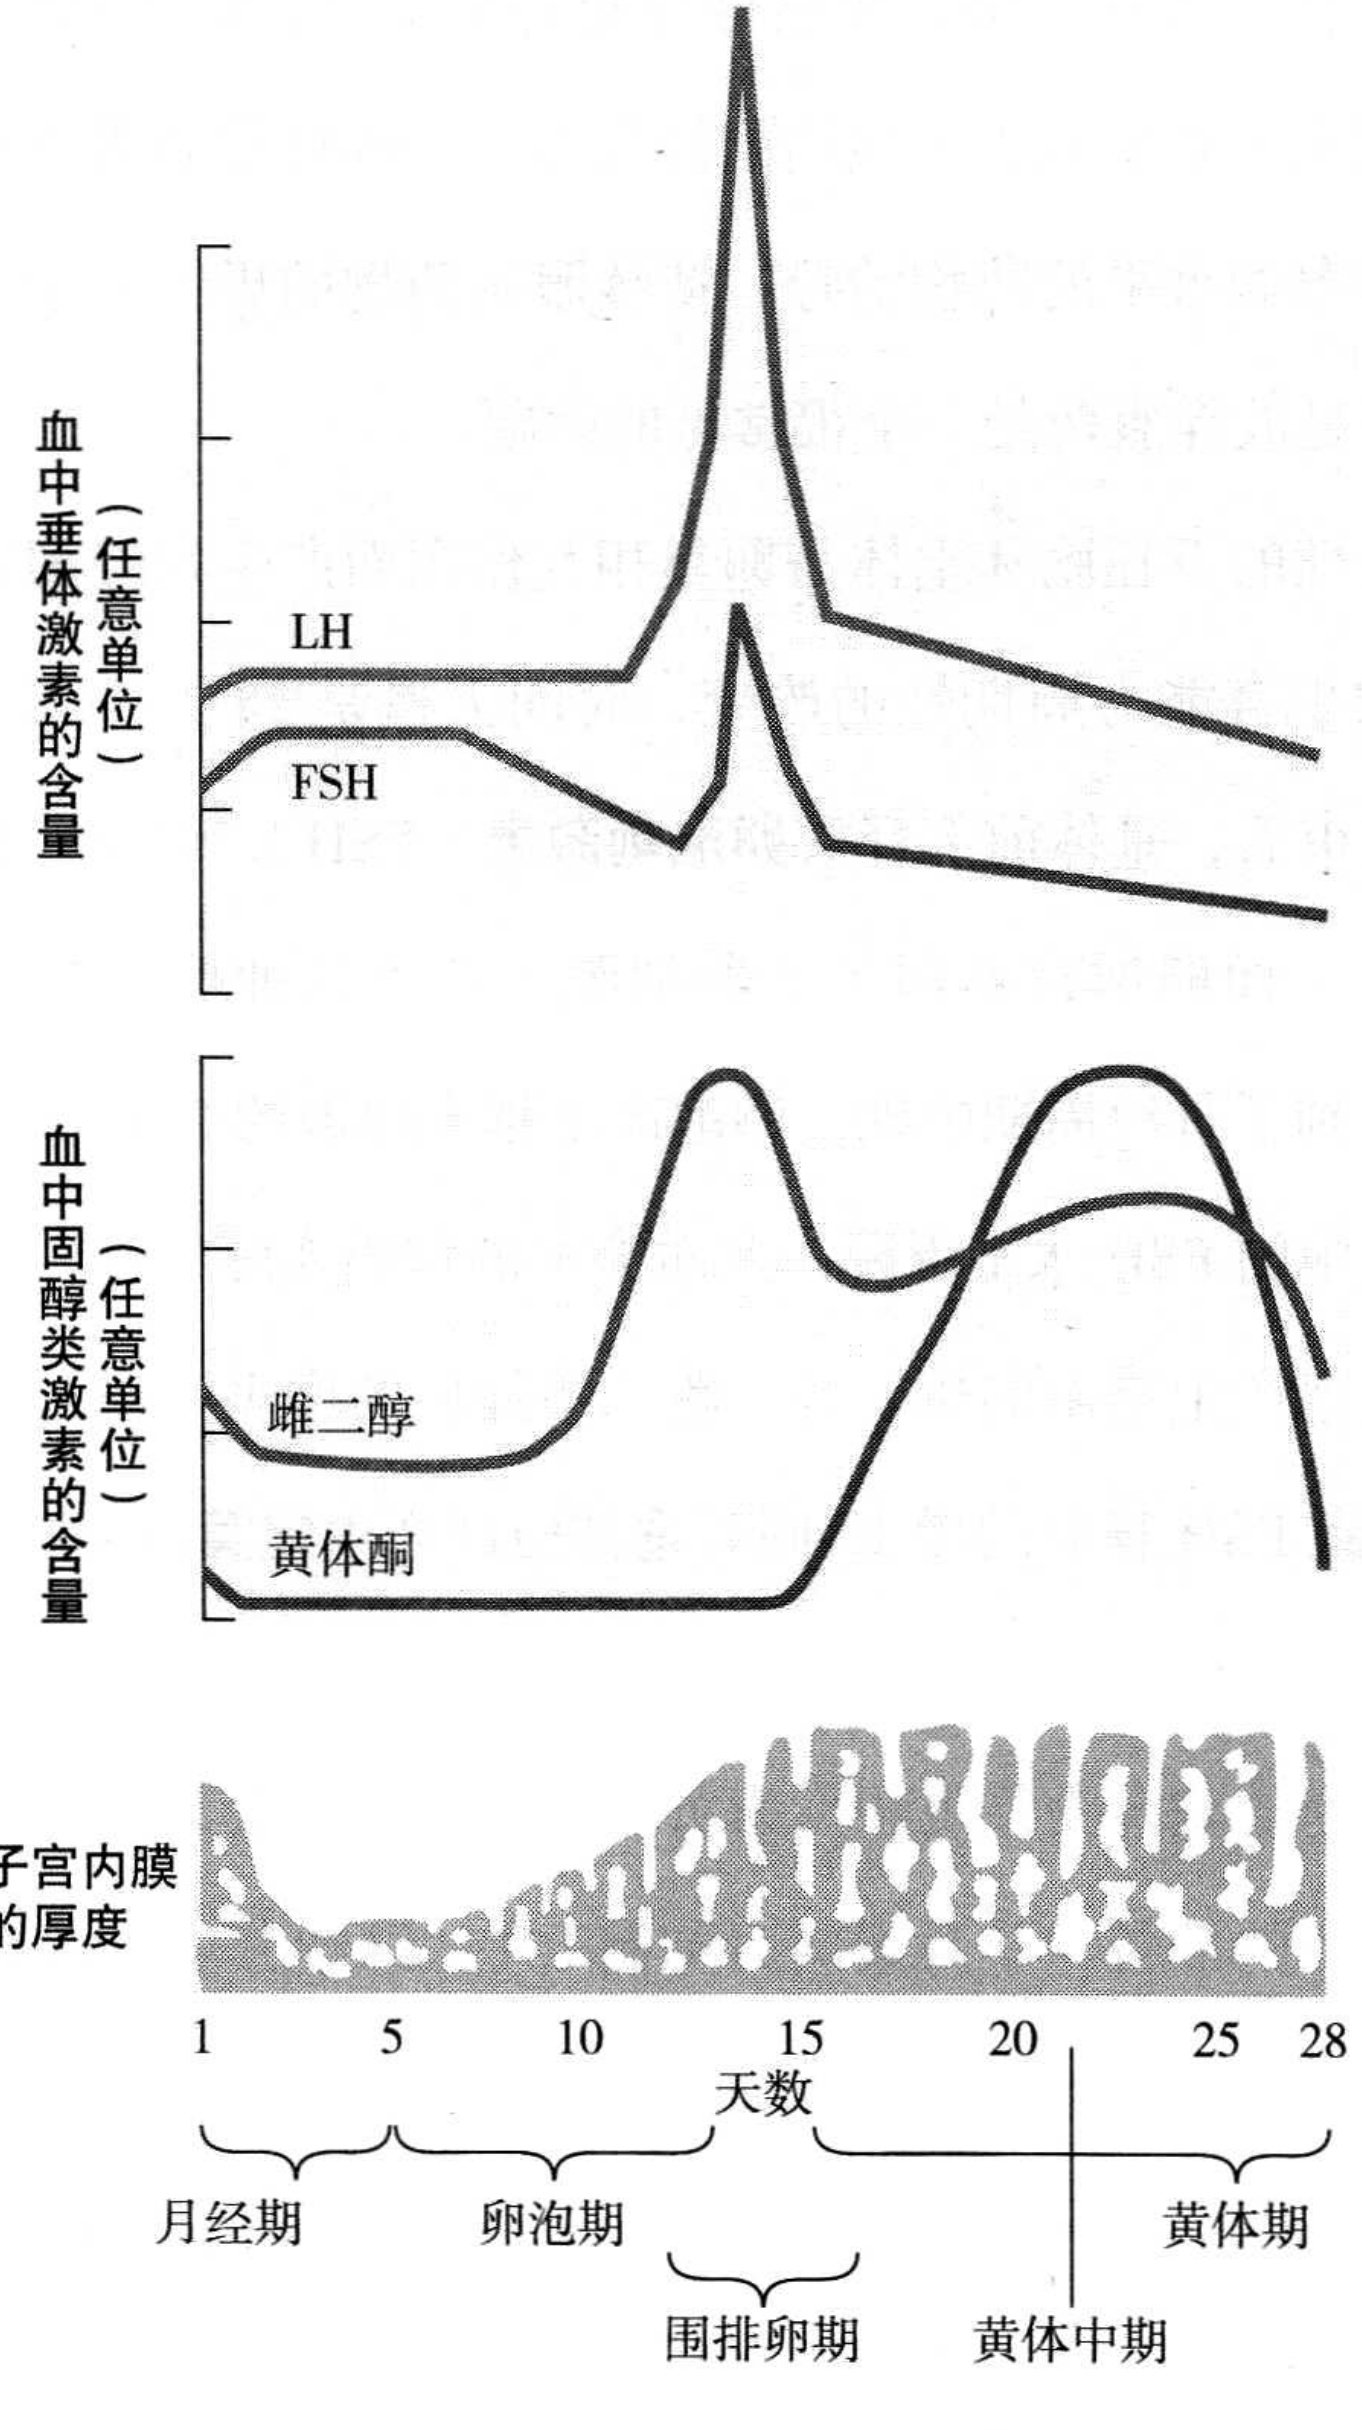 血中垂体激素的含量
（任意单位）
LH
FSH
血中固醇类激素的含量
（任意单位）
雌二醇
黄体酮
子宫内膜
的厚度
1 5 10 15 20 25 28
天数
月经期 卵泡期 黄体期
围排卵期 黄体中期